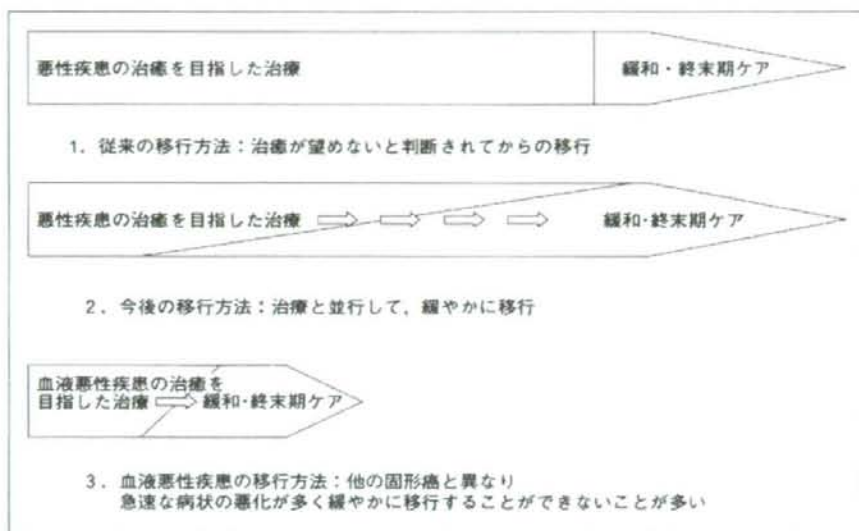 悪性疾患の治癒を目指した治療
緩和・終末期ケア
1. 従来の移行方法：治癒が望めないと判断されてからの移行
悪性疾患の治癒を目指した治療
緩和・終末期ケア
2. 今後の移行方法：治療と並行して，緩やかに移行
血液悪性疾患の治癒を
目指した治療
緩和・終末期ケア
3. 血液悪性疾患の移行方法：他の固形癌と異なり
急速な病状の悪化が多く緩やかに移行することができないことが多い